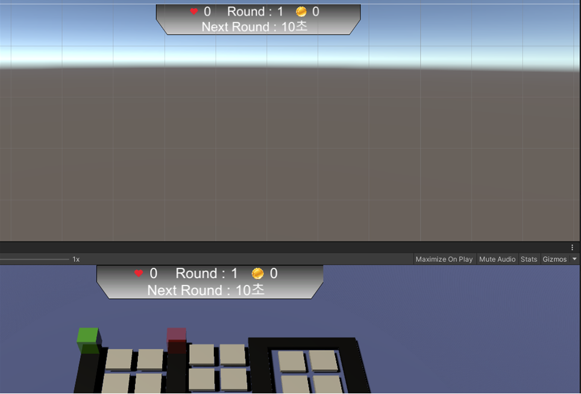 0 Round : 1 0
Next Round : 10초
1x Maximize On Play Mute Audio Stats Gizmos
0 Round : 1 0
Next Round : 10초